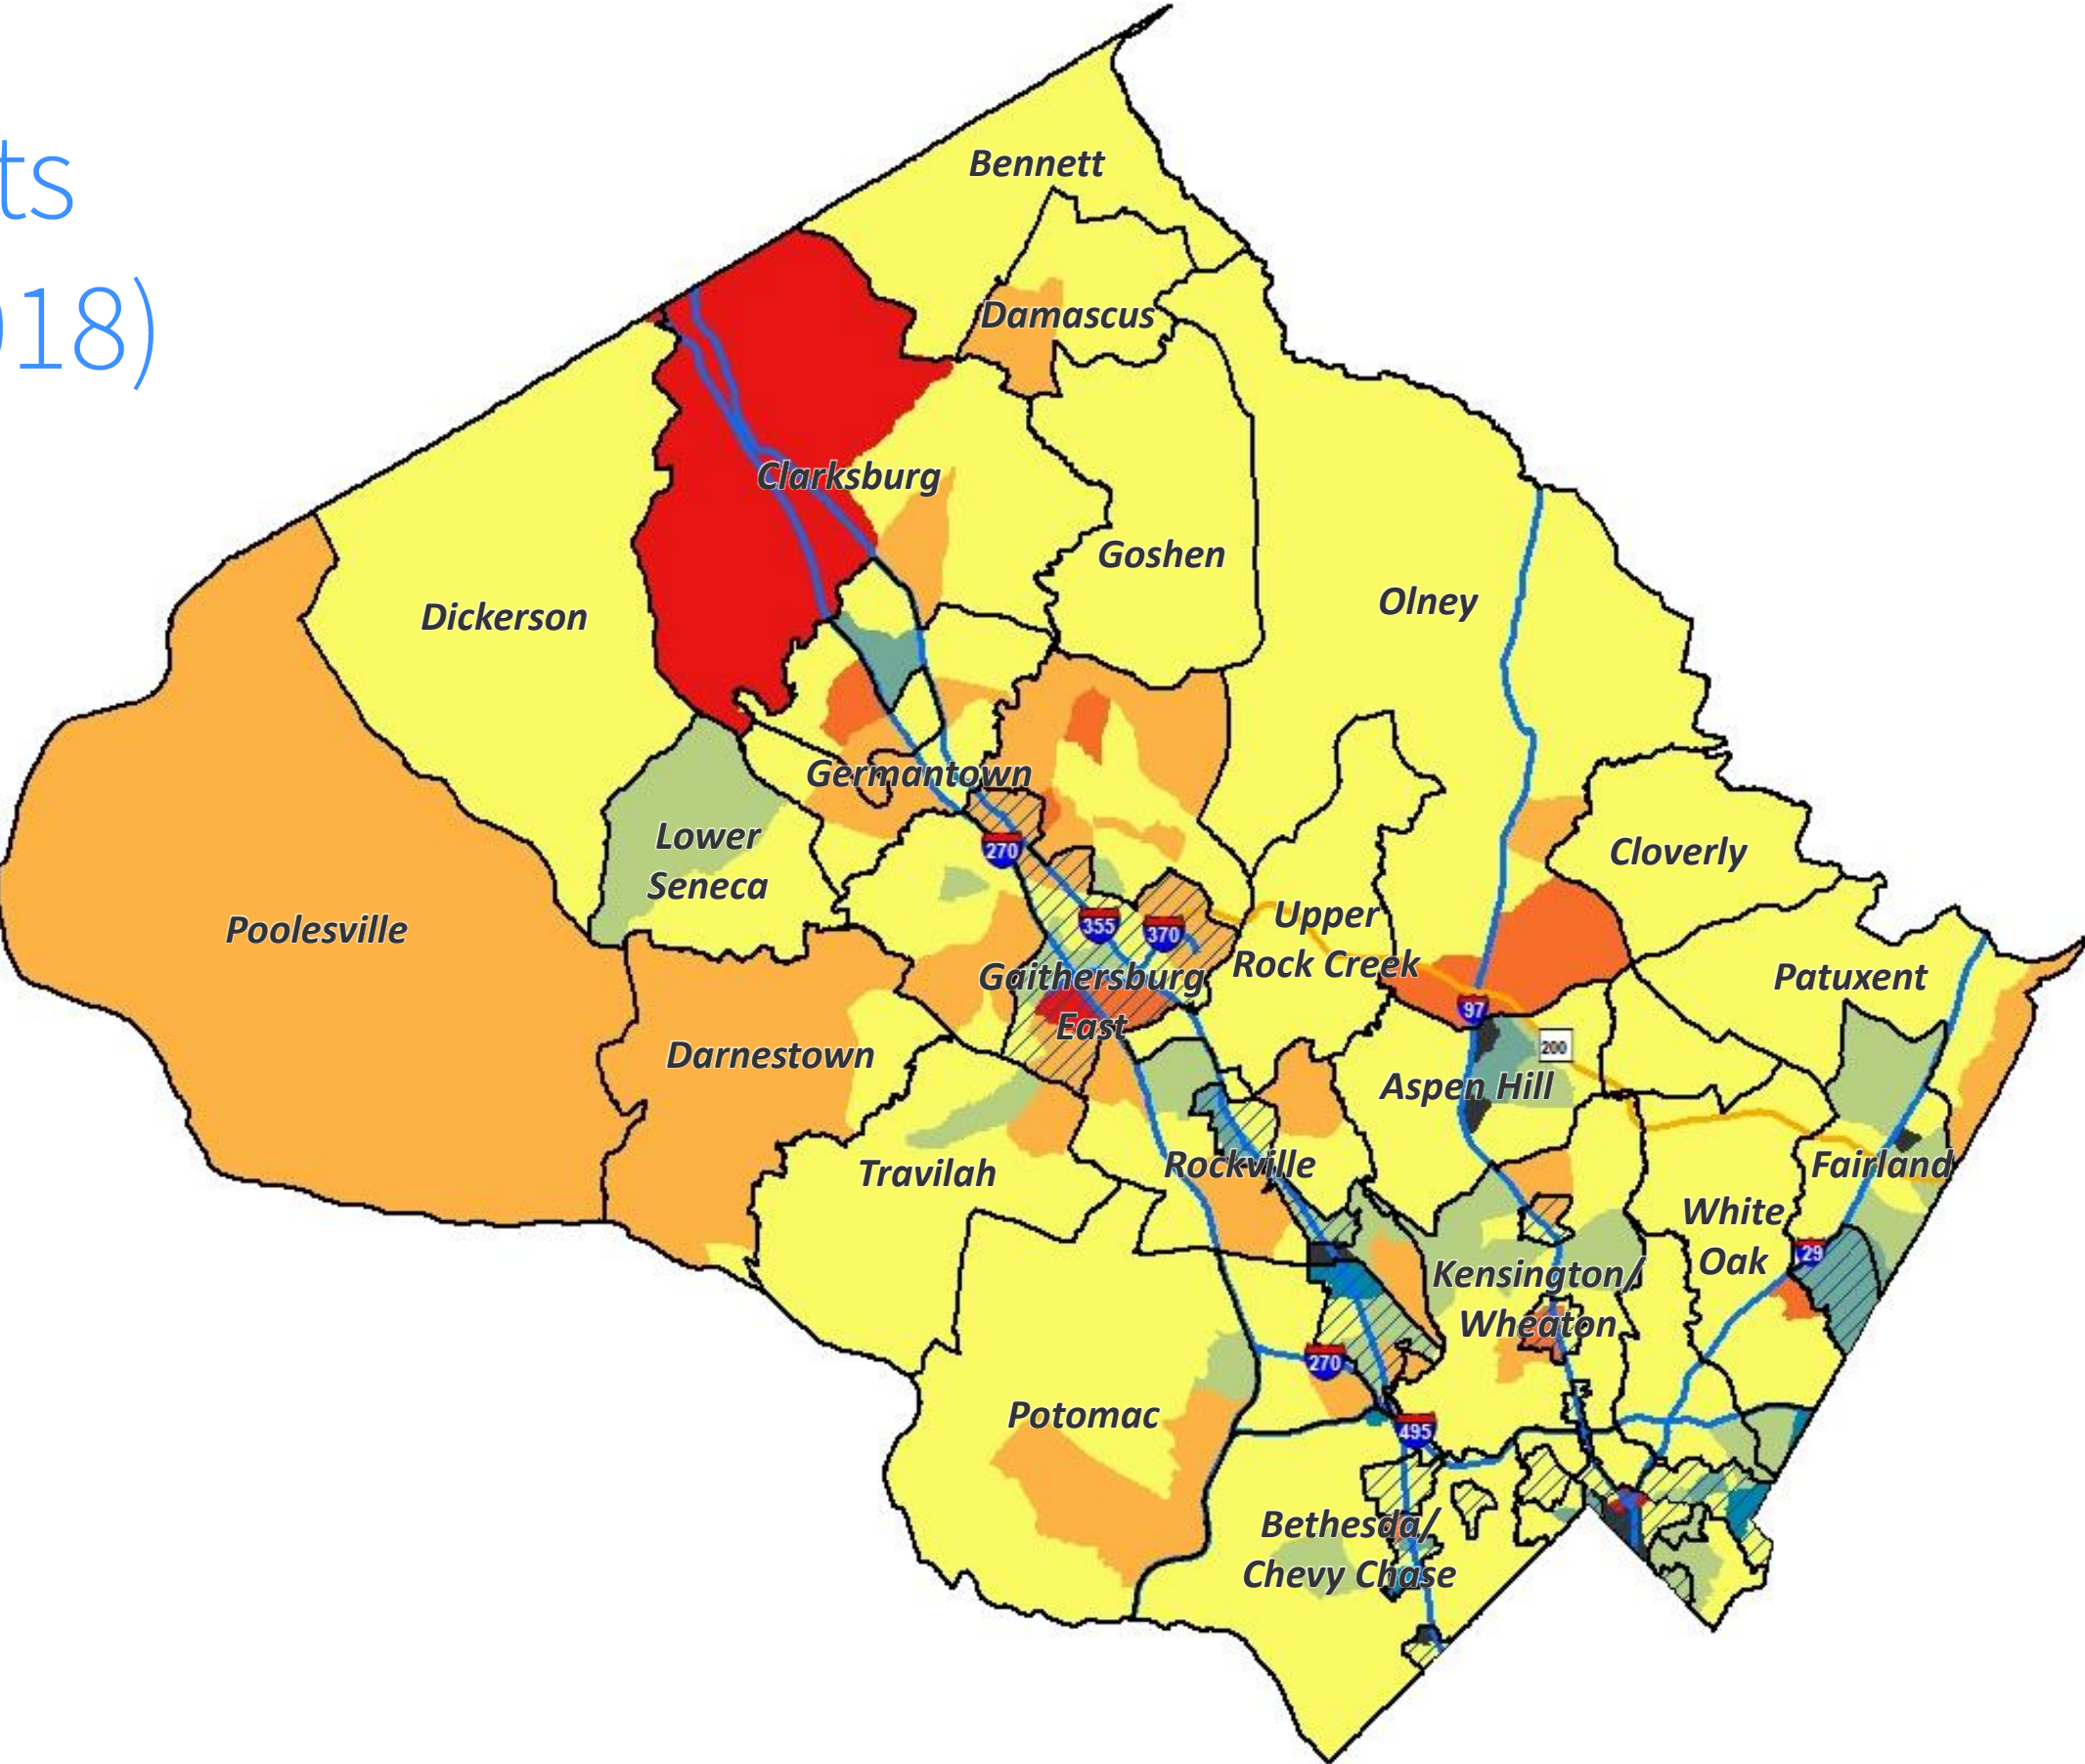 ts
018)
Bennett
Damascus
Clarksburg
Goshen
Olney
Dickerson
Germantown
Lower
Seneca
270
Cloverly
Poolesville
355
370
Upper
Rock Creek
Gaithersburg
East
97
Patuxent
200
Darnestown
Aspen Hill
Travilah
Rockville
Fairland
White
Oak
29
Kensington/
Wheaton
270
Potomac
495
Bethesda/
Chevy Chase